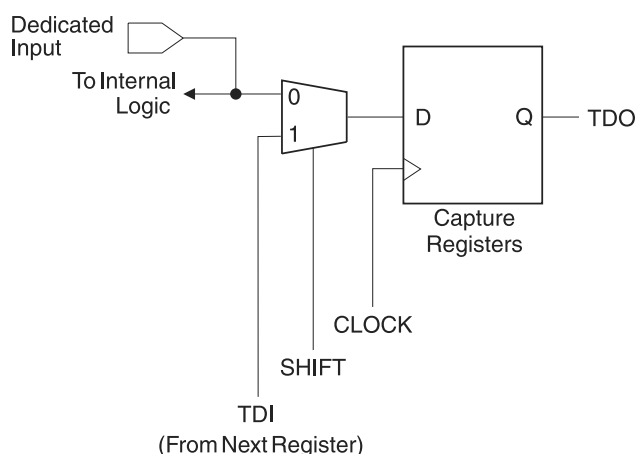 Dedicated
Input
To Internal
Logic
0
1
D
Q
TDO
Capture
Registers
CLOCK
SHIFT
TDI
(From Next Register)